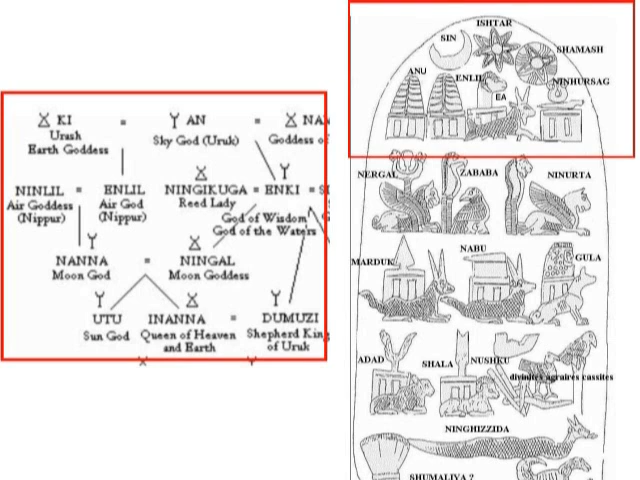 KI
=
AN
=
NAN
Urash
Earth Goddess
Sky God (Uruk)
Goddess of
NINLIL
=
ENLIL
NINGIKUGA
=
ENKI
=
Air Goddess
(Nippur)
Air God
(Nippur)
Reed Lady
God of Wisdom
God of the Waters
NANNA
=
NINGAL
Moon God
Moon Goddess
UTU
INANNA
=
DUMUZI
Sun God
Queen of Heaven
and Earth
Shepherd King
of Uruk
ISHTAR
SIN
SHAMASH
ANU
ENLIL
NINHURSAG
EA
NERGAL
ZABABA
NINURTA
MARDUK
NABU
GULA
ADAD
SHALA
NUSHKU
divinités agraires cassites
NINGHIZZIDA
SHUMALIYA ?